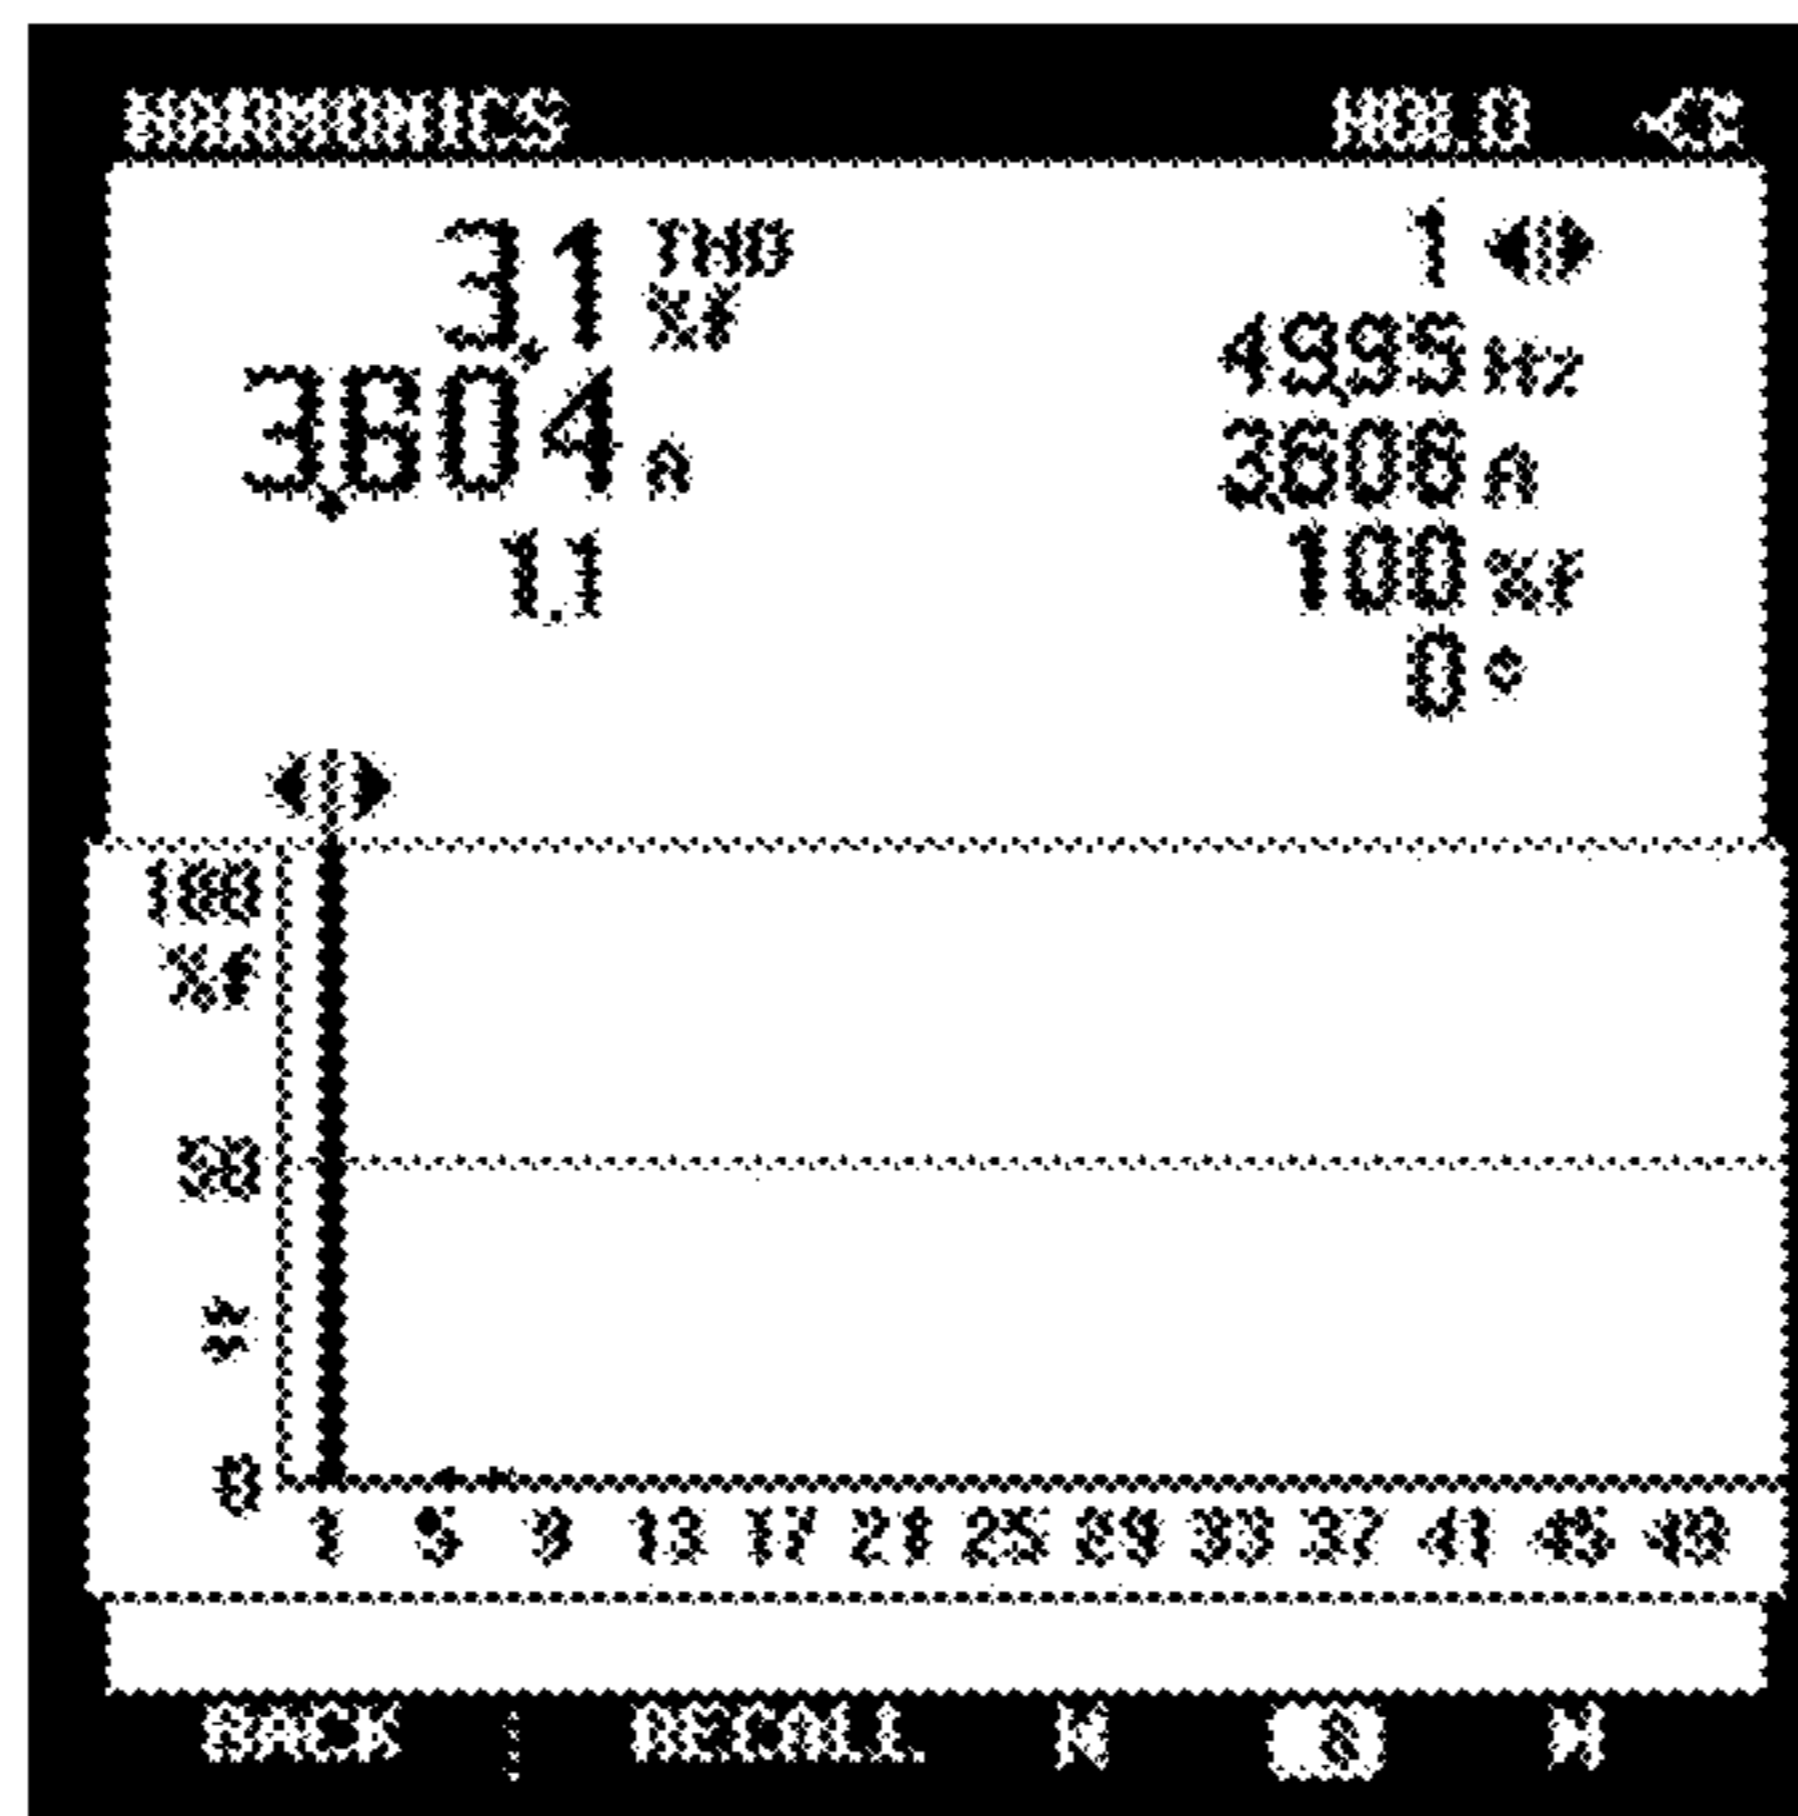 HARMONICS HOLD
3,1 THD %f
3,604 A
1.1
1
49,95 Hz
3,606 A
100 %f
0 °
100
%f
50
0
1 5 9 13 17 21 25 29 33 37 41 45 49
BACK RECALL A